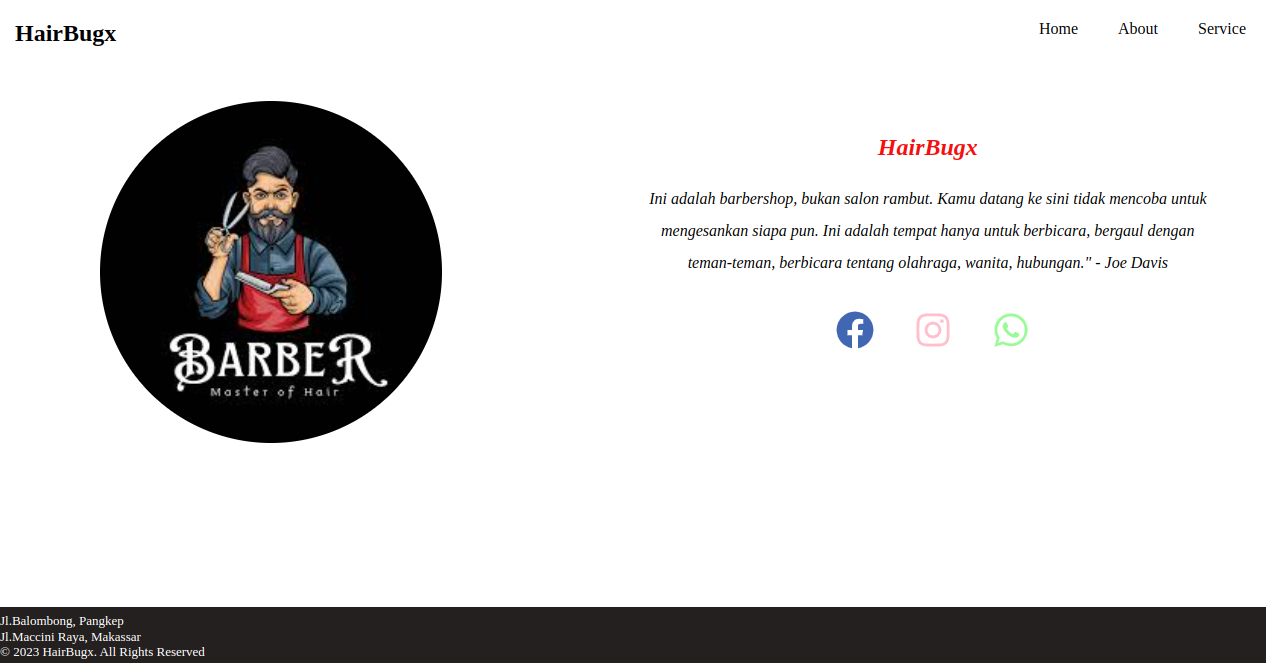 HairBugx
Home About Service
BARBER
Master of Hair
HairBugx
Ini adalah barbershop, bukan salon rambut. Kamu datang ke sini tidak mencoba untuk
mengesankan siapa pun. Ini adalah tempat hanya untuk berbicara, bergaul dengan
teman-teman, berbicara tentang olahraga, wanita, hubungan." - Joe Davis
Jl.Balombong, Pangkep
Jl.Maccini Raya, Makassar
© 2023 HairBugx. All Rights Reserved